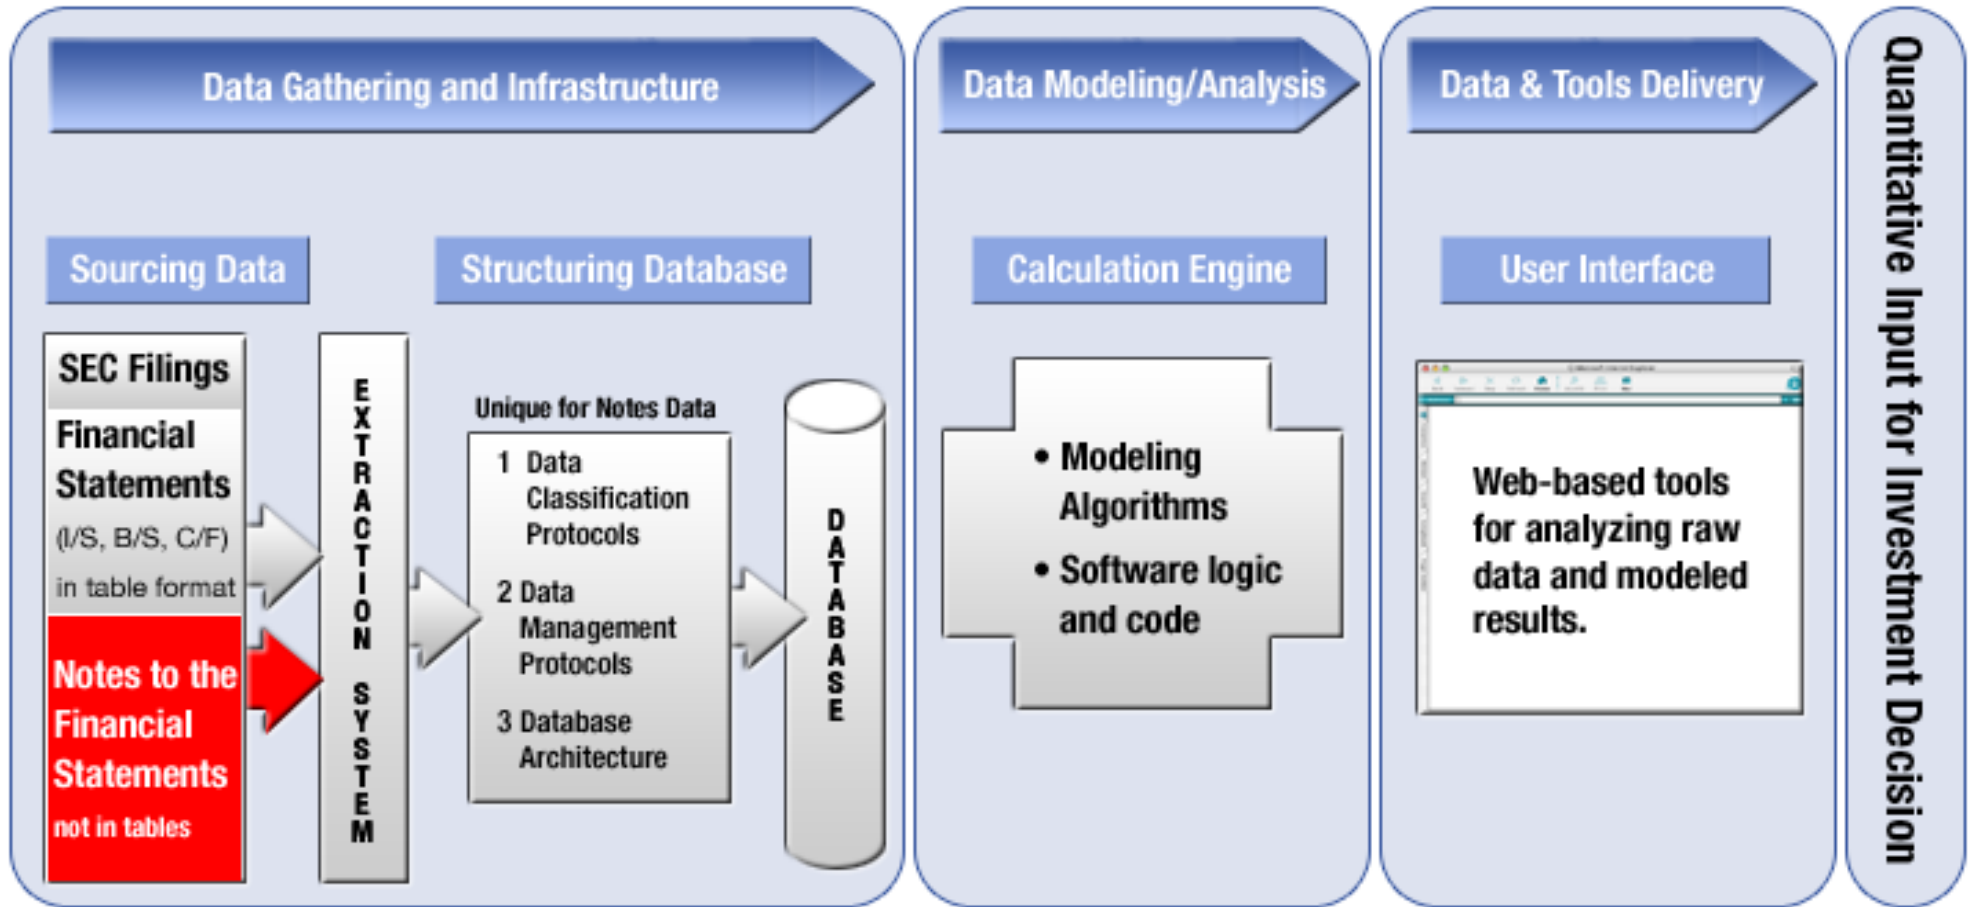 Data Gathering and Infrastructure
Sourcing Data
Structuring Database
SEC Filings
Financial
Statements
(I/S, B/S, C/F)
in table format
Notes to the
Financial
Statements
not in tables
EXTRACTION SYSTEM
Unique for Notes Data
1 Data
Classification
Protocols
2 Data
Management
Protocols
3 Database
Architecture
DATABASE
Data Modeling/Analysis
Calculation Engine
• Modeling
Algorithms
• Software logic
and code
Data & Tools Delivery
User Interface
Web-based tools
for analyzing raw
data and modeled
results.
Quantitative Input for Investment Decision